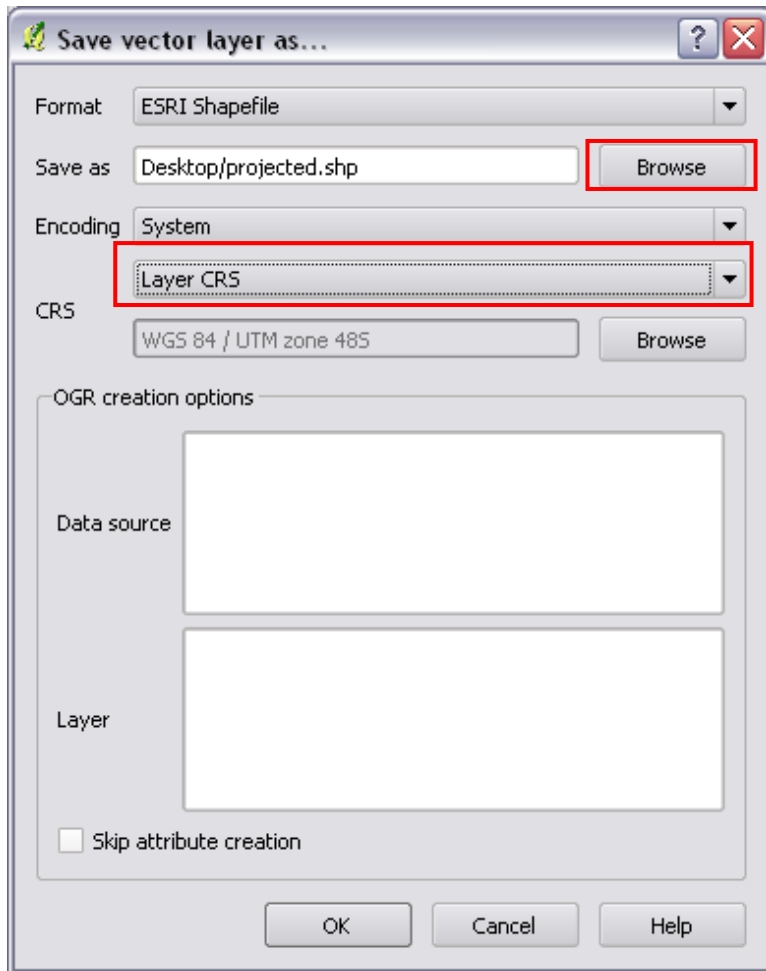 Save vector layer as...
?
Format ESRI Shapefile
Save as Desktop/projected.shp Browse
Encoding System
Layer CRS
CRS
WGS 84 / UTM zone 48S Browse
OGR creation options
Data source
Layer
Skip attribute creation
OK Cancel Help